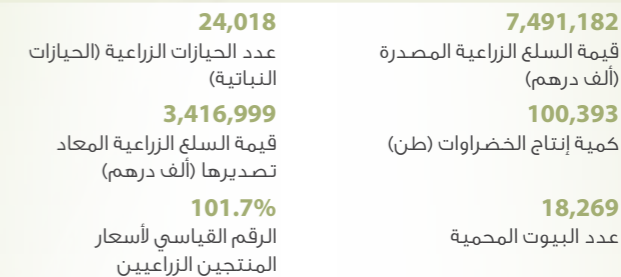 7,491,182
قيمة السلع الزراعية المصدرة
(ألف درهم)
24,018
عدد الحيازات الزراعية (الحيازات
النباتية)
100,393
كمية إنتاج الخضراوات (طن)
3,416,999
قيمة السلع الزراعية المعاد
تصديرها (ألف درهم)
18,269
عدد البيوت المحمية
101.7%
الرقم القياسي لأسعار
المنتجين الزراعيين